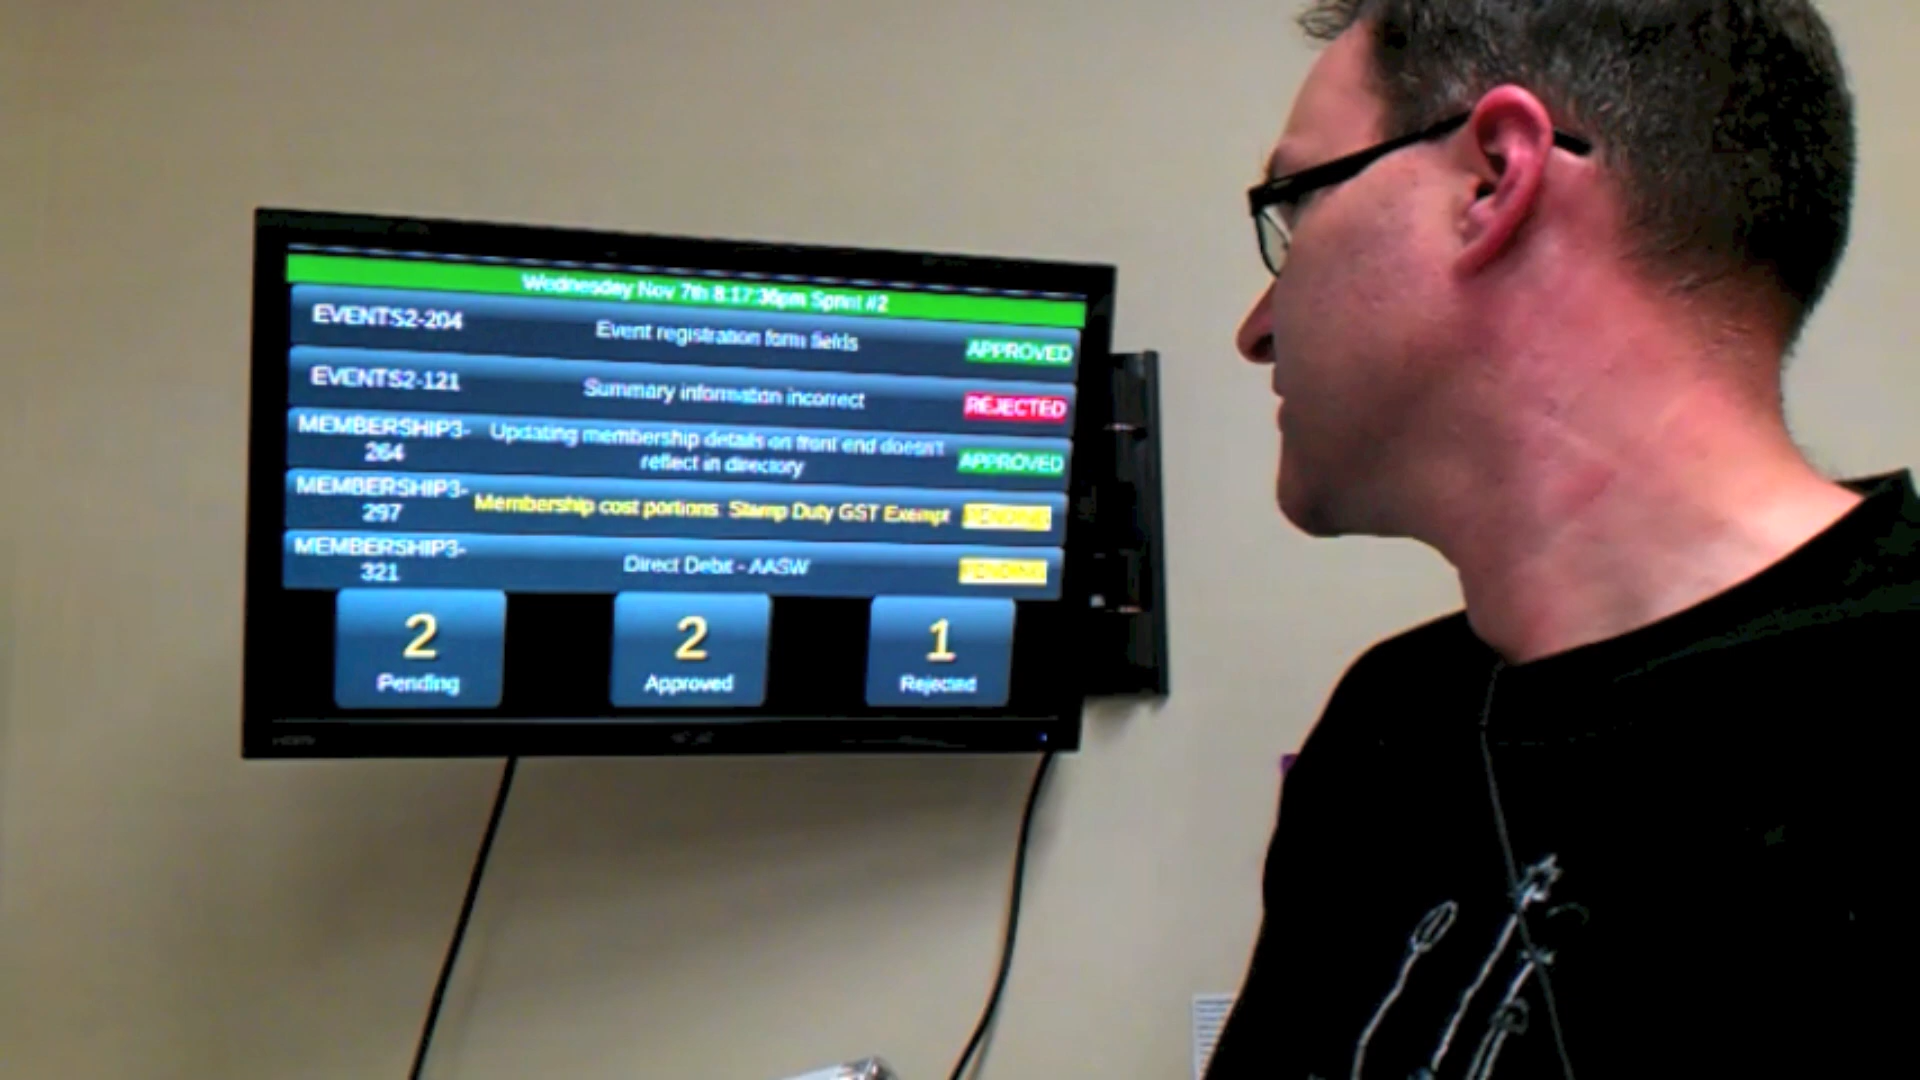 Wednesday Nov 7th 8:17:36pm Sprint #2
EVENTS2-204 Event registration form fields APPROVED
EVENTS2-121 Summary information incorrect REJECTED
MEMBERSHIP3-264 Updating membership details on front end doesn't
reflect in directory APPROVED
MEMBERSHIP3-297 Membership cost portions: Stamp Duty GST Exempt PENDING
MEMBERSHIP3-321 Direct Debit - AASW PENDING
2 2 1
Pending Approved Rejected